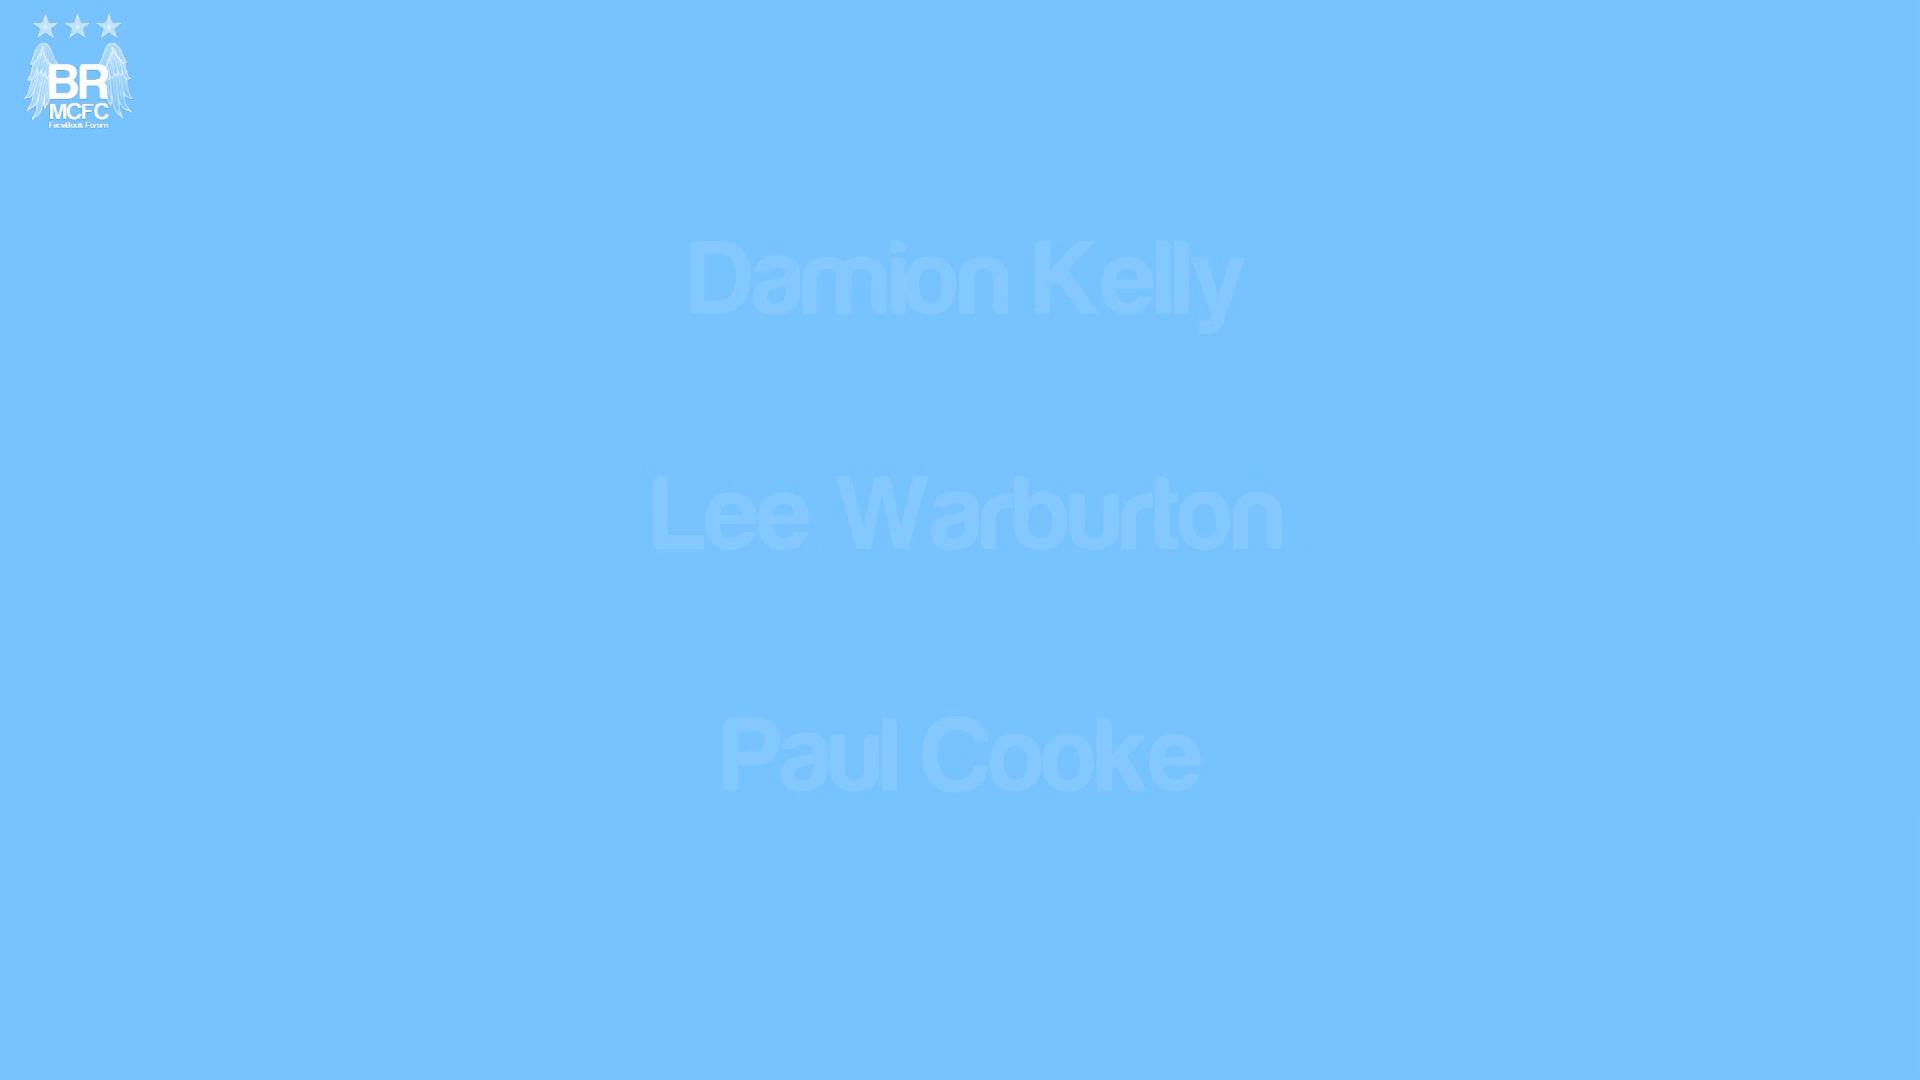 BR
MCFC
FaceBook Forum
Damion Kelly
Lee Warburton
Paul Cooke